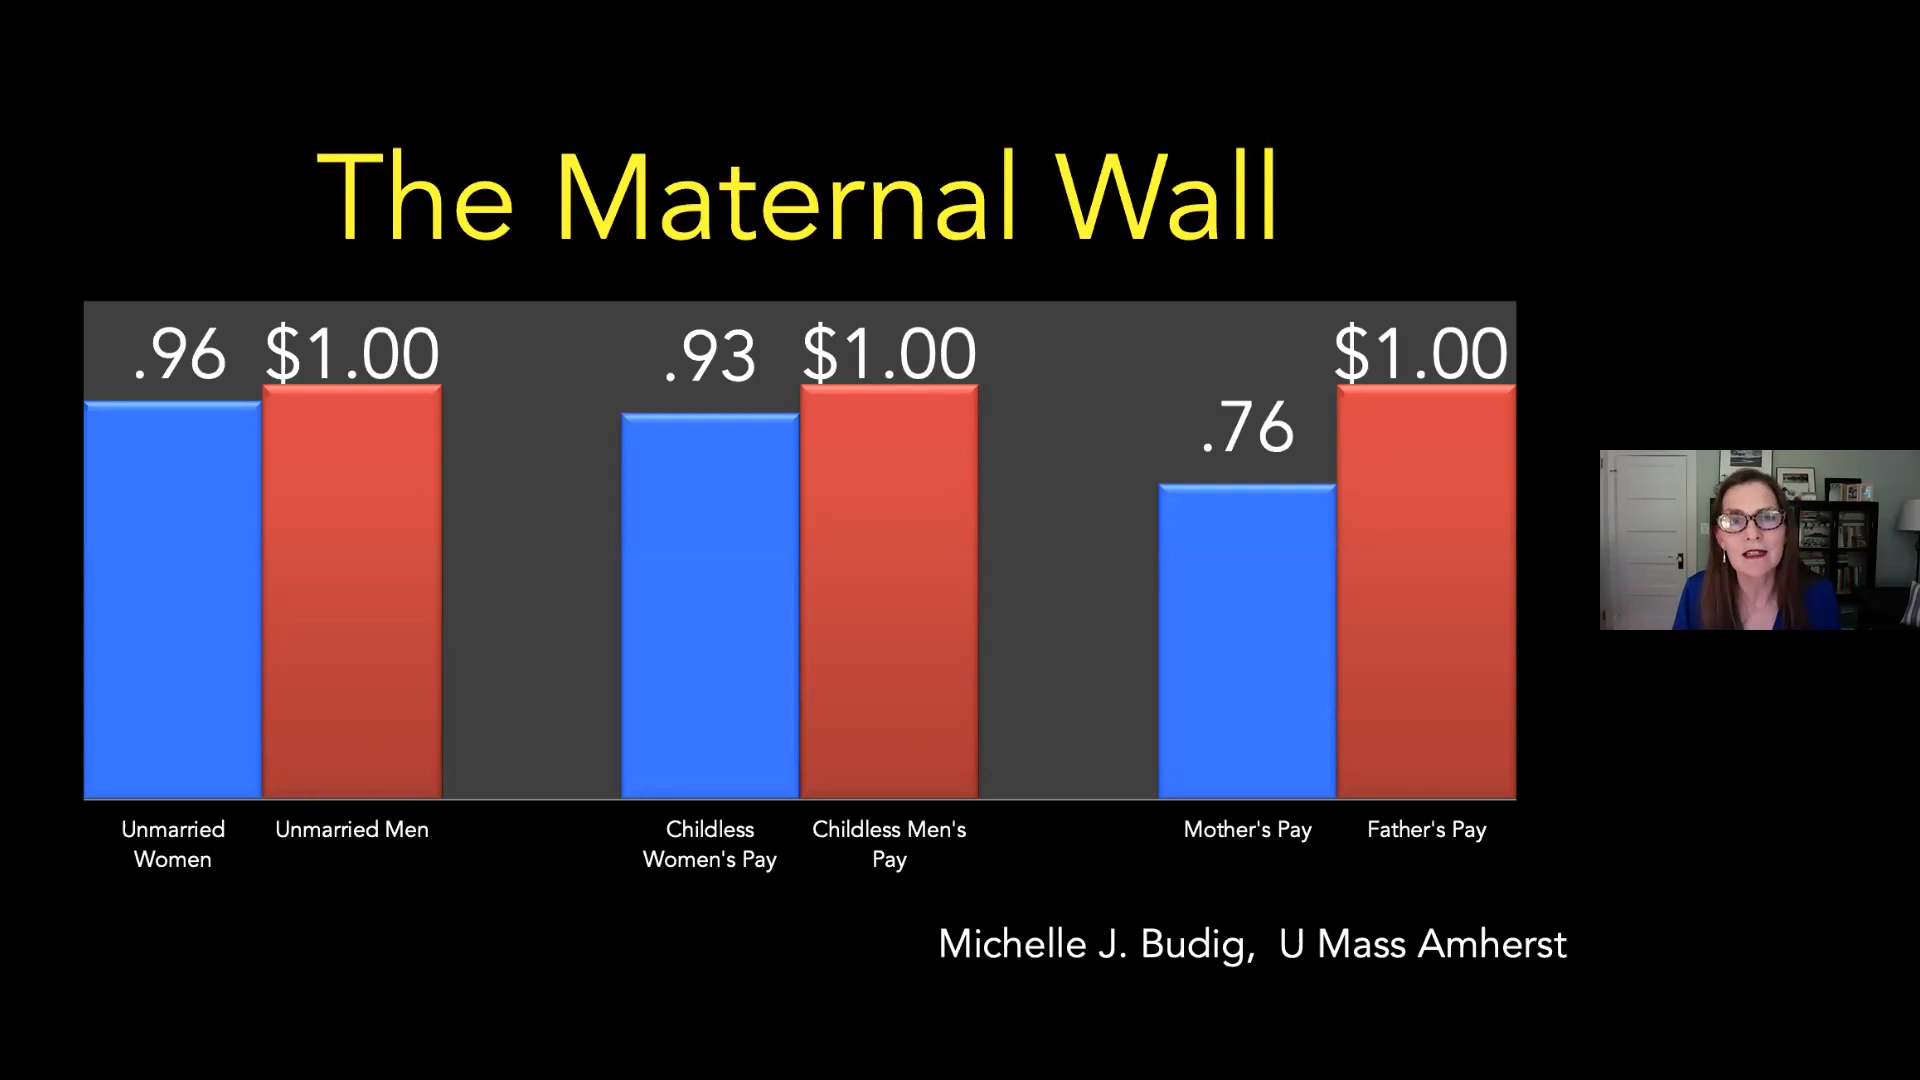 The Maternal Wall
.96 $1.00 .93 $1.00 .76 $1.00
Unmarried
Women
Unmarried Men
Childless
Women's Pay
Childless Men's
Pay
Mother's Pay
Father's Pay
Michelle J. Budig, U Mass Amherst